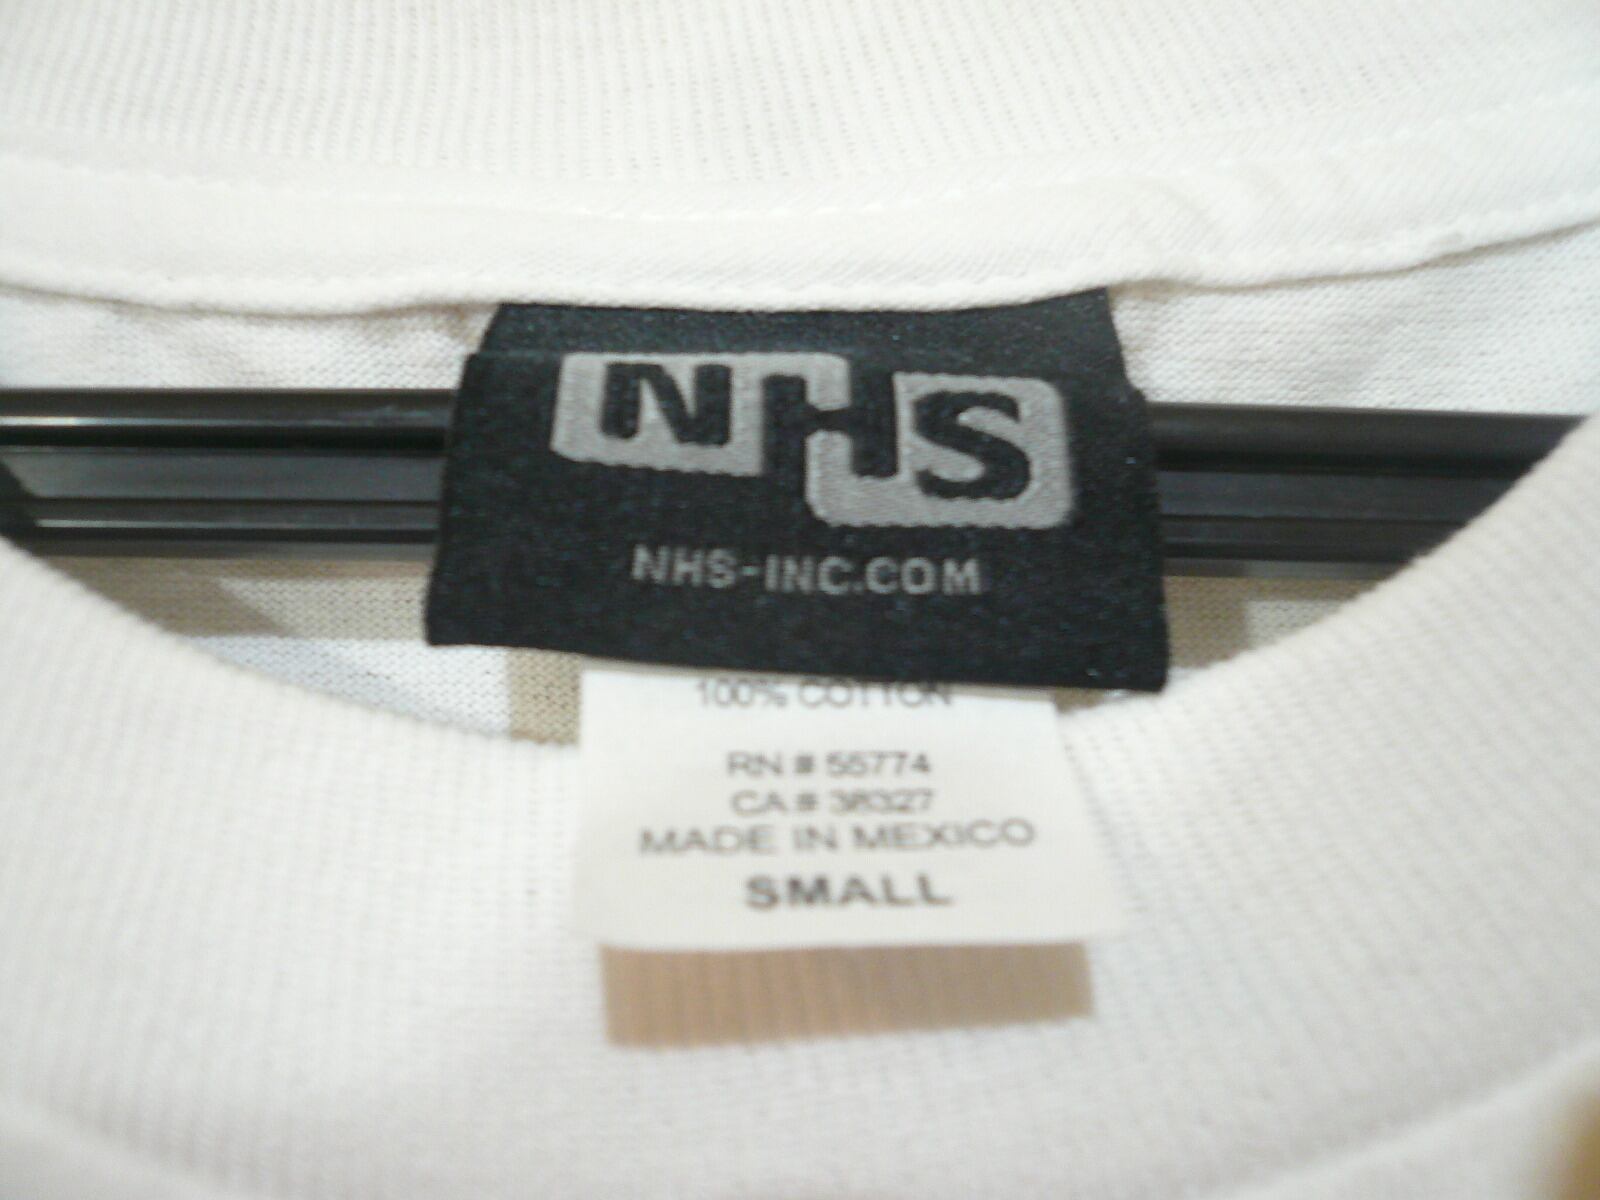 NHS
NHS-INC.COM
100% COTTON
RN # 55774
CA # 38327
MADE IN MEXICO
SMALL